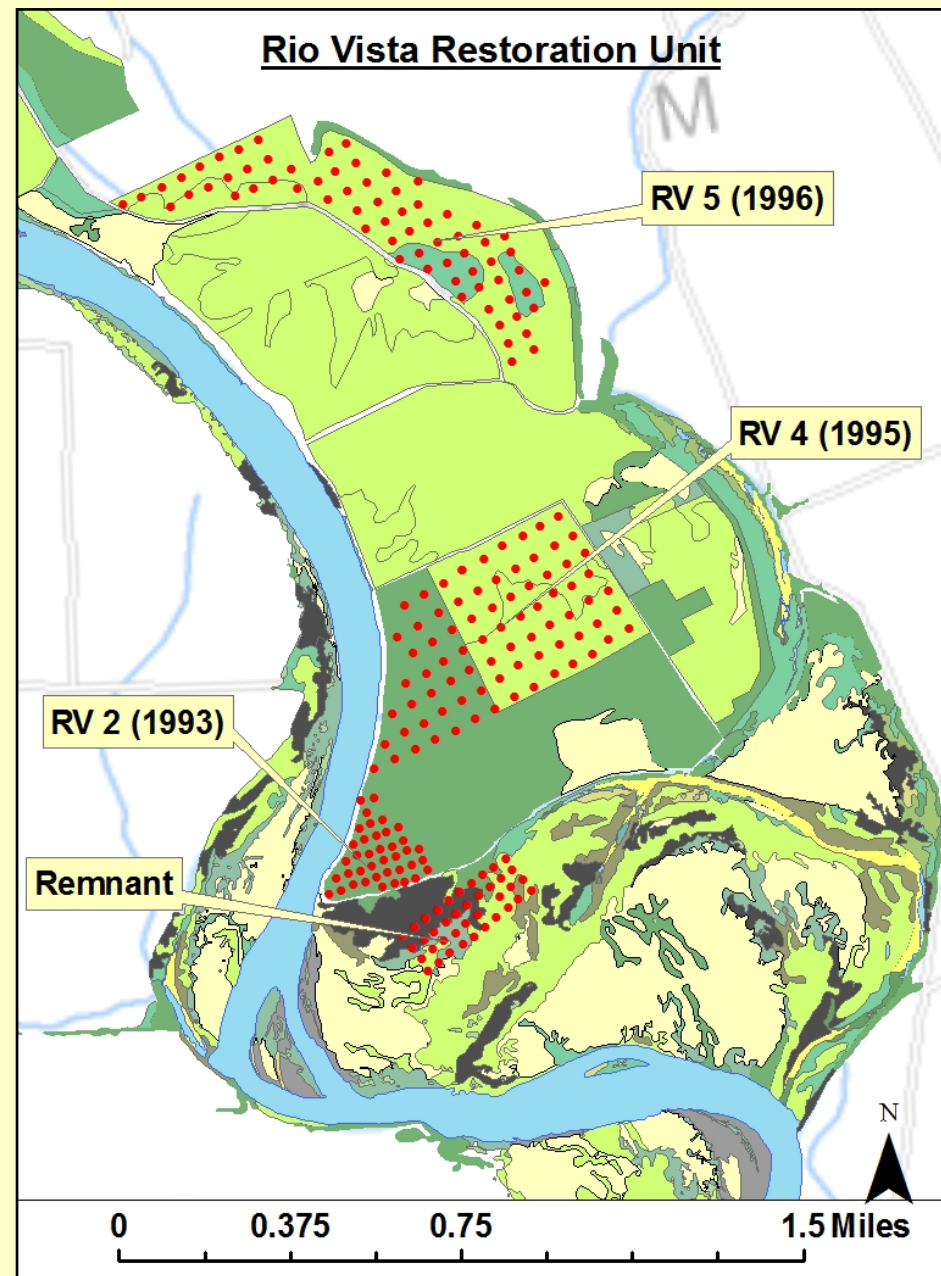 Rio Vista Restoration Unit
M
RV 5 (1996)
RV 4 (1995)
RV 2 (1993)
Remnant
N
0 0.375 0.75 1.5 Miles